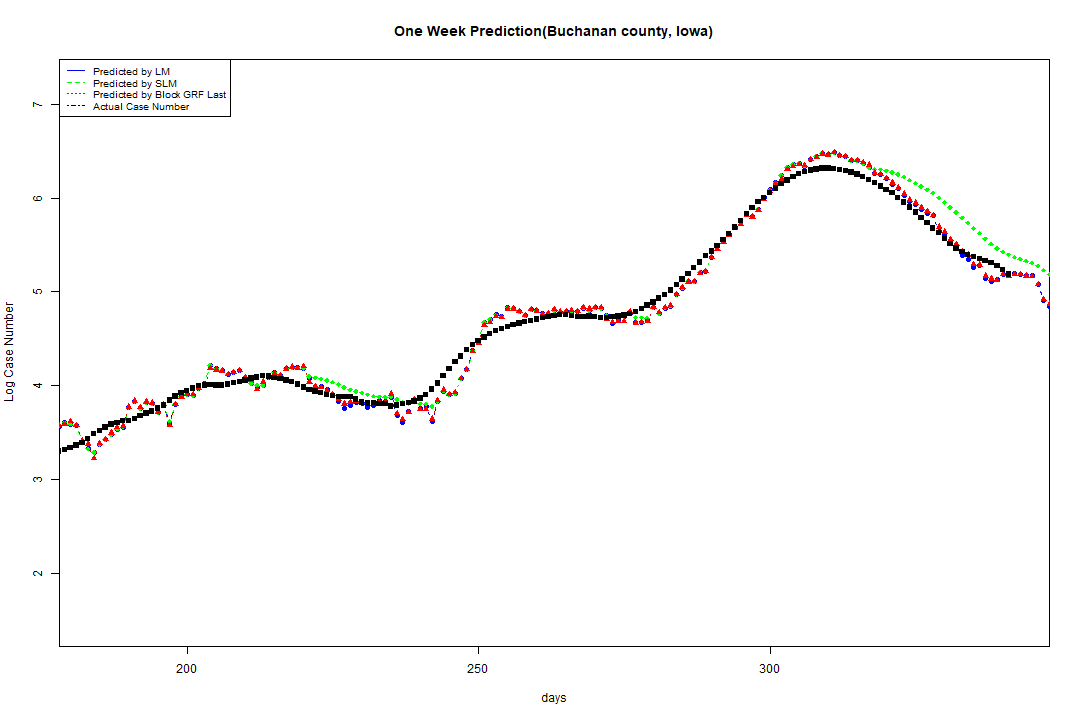 One Week Prediction(Buchanan county, Iowa)
Predicted by LM
Predicted by SLM
Predicted by Block GRF Last
Actual Case Number
7
6
5
4
3
2
Log Case Number
200 250 300
days